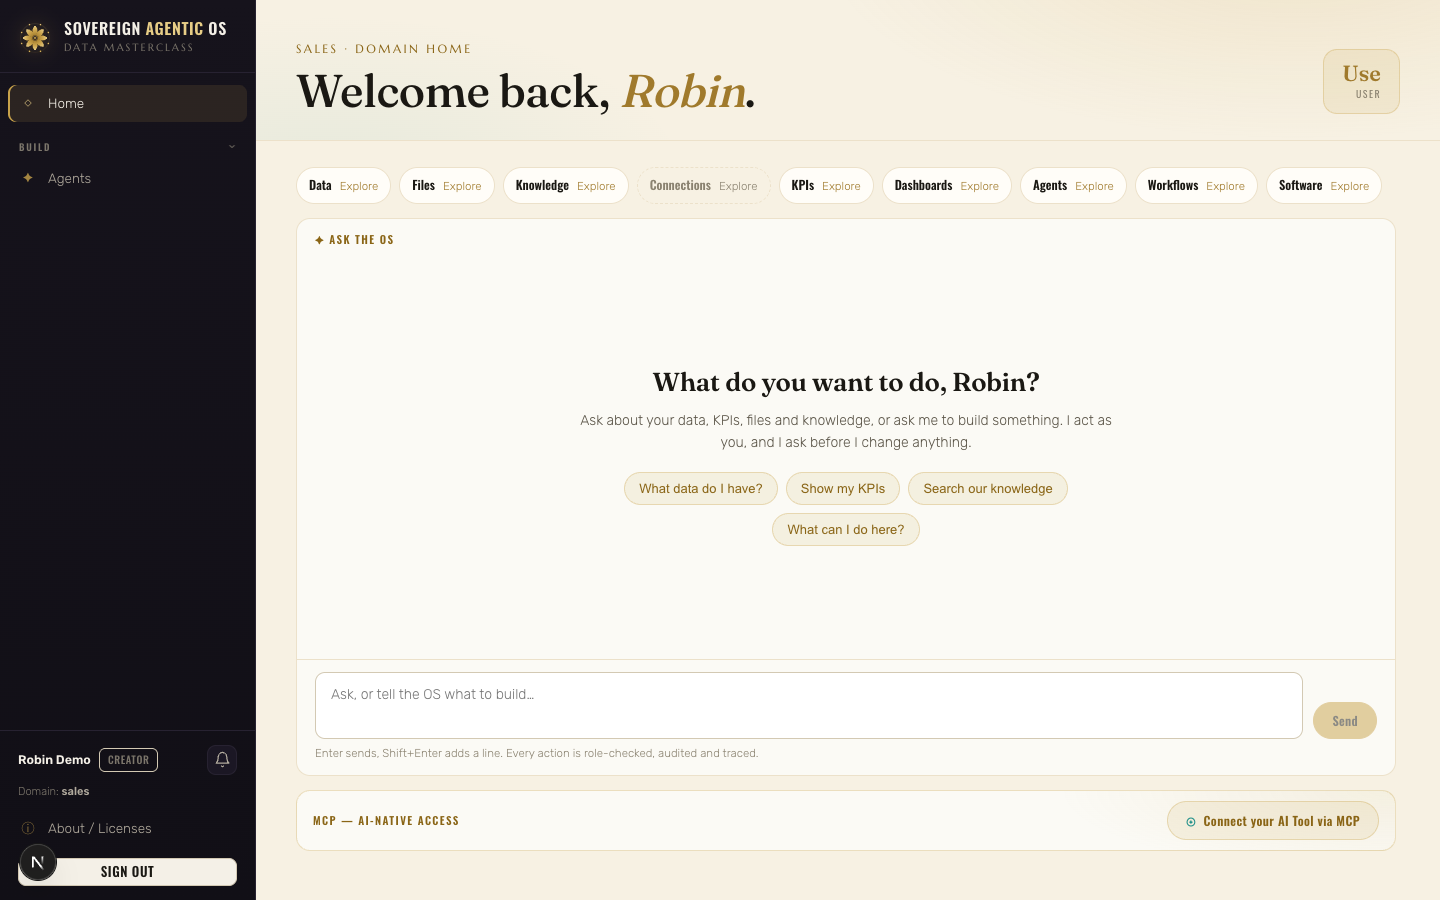 SOVEREIGN AGENTIC OS
DATA MASTERCLASS
Home
BUILD
Agents
Robin Demo CREATOR
Domain: sales
About / Licenses
N
SIGN OUT
SALES · DOMAIN HOME
Welcome back, Robin.
Use
USER
Data Explore
Files Explore
Knowledge Explore
Connections Explore
KPIs Explore
Dashboards Explore
Agents Explore
Workflows Explore
Software Explore
ASK THE OS
What do you want to do, Robin?
Ask about your data, KPIs, files and knowledge, or ask me to build something. I act as
you, and I ask before I change anything.
What data do I have?
Show my KPIs
Search our knowledge
What can I do here?
Ask, or tell the OS what to build…
Send
Enter sends, Shift+Enter adds a line. Every action is role-checked, audited and traced.
MCP — AI-NATIVE ACCESS
Connect your AI Tool via MCP